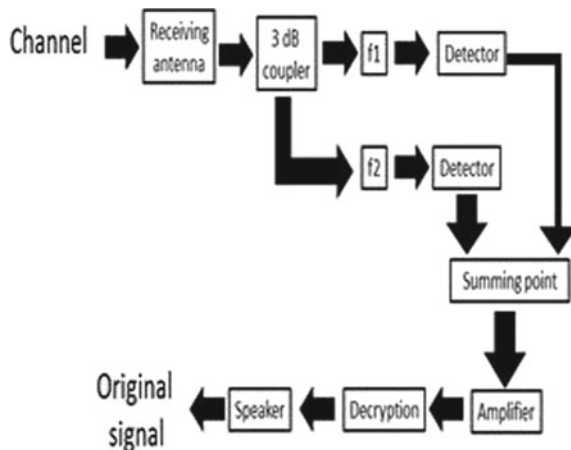 Channel
Receiving
antenna
3 dB
coupler
f1
Detector
f2
Detector
Summing point
Original
signal
Speaker
Decryption
Amplifier